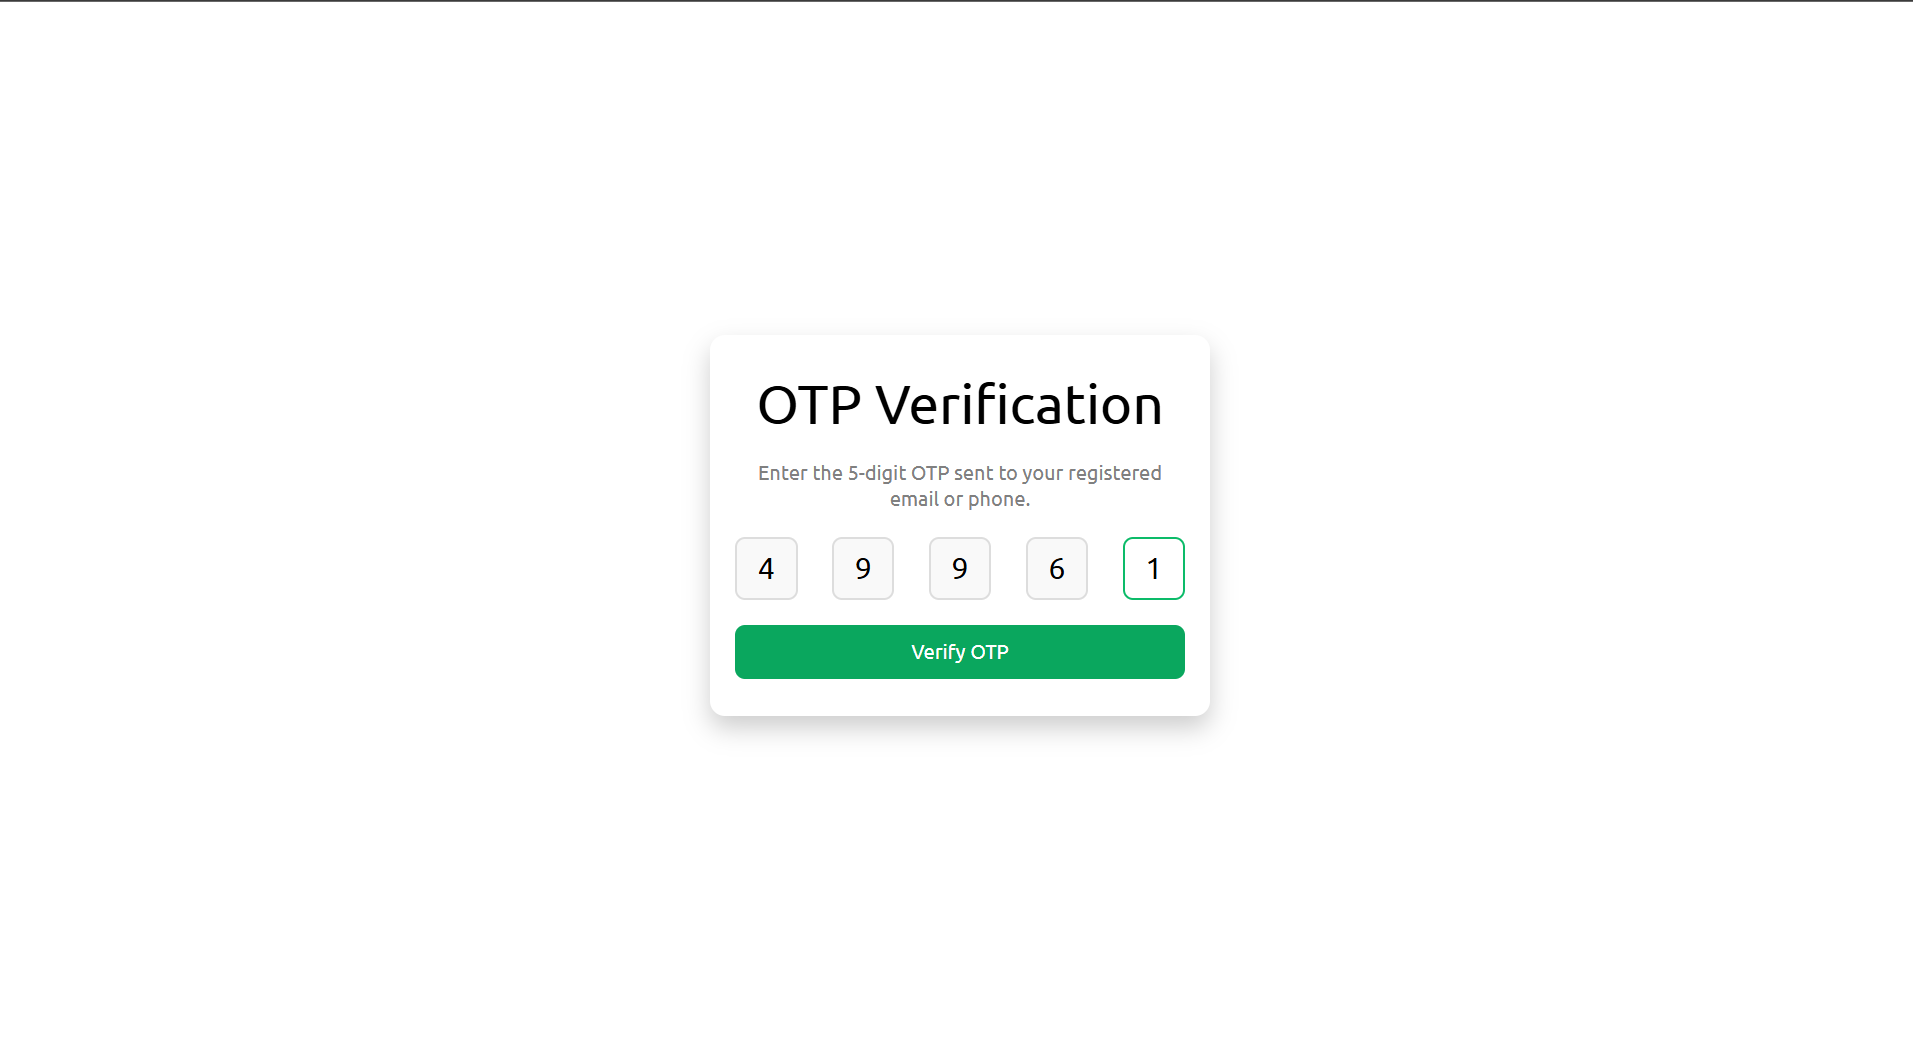 OTP Verification
Enter the 5-digit OTP sent to your registered
email or phone.
4 9 9 6 1
Verify OTP